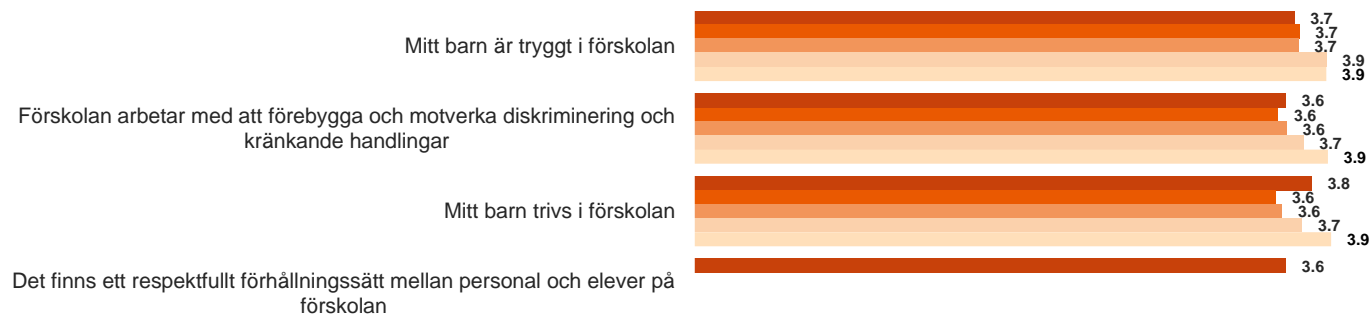 Mitt barn är tryggt i förskolan
3.7
3.7
3.7
3.9
3.9
Förskolan arbetar med att förebygga och motverka diskriminering och
kränkande handlingar
3.6
3.6
3.6
3.7
3.9
Mitt barn trivs i förskolan
3.8
3.6
3.6
3.7
3.9
Det finns ett respektfullt förhållningssätt mellan personal och elever på
förskolan
3.6